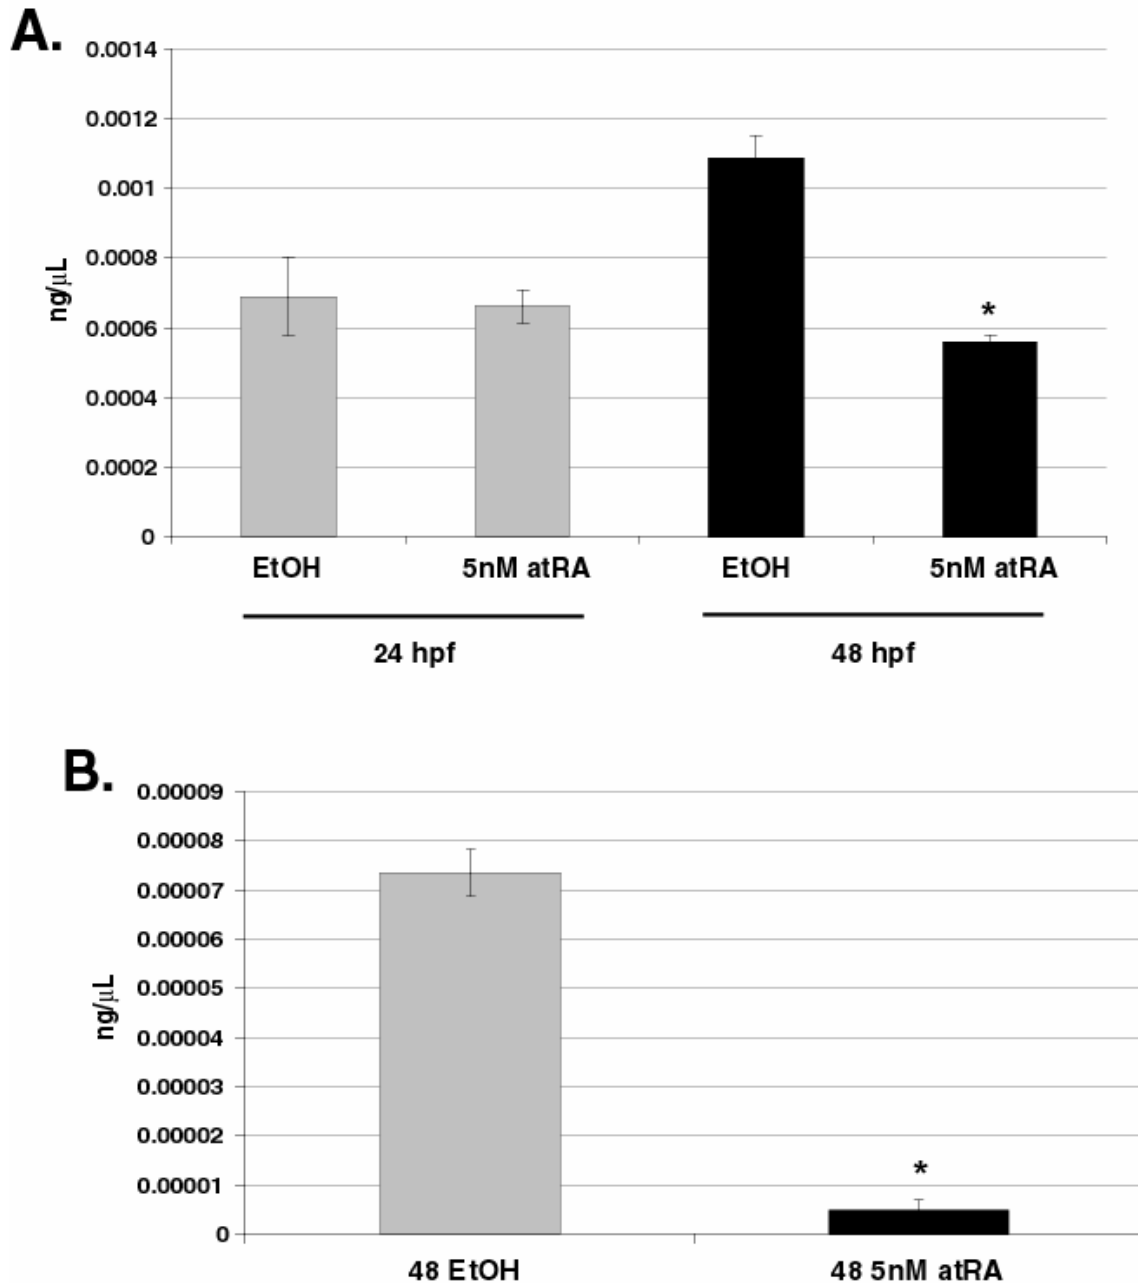 A.
0.0014
0.0012
0.001
0.0008
0.0006
0.0004
0.0002
0
ng/µL
*
EtOH 5nM atRA EtOH 5nM atRA
24 hpf 48 hpf
B.
0.00009
0.00008
0.00007
0.00006
0.00005
0.00004
0.00003
0.00002
0.00001
0
ng/µL
*
48 EtOH 48 5nM atRA